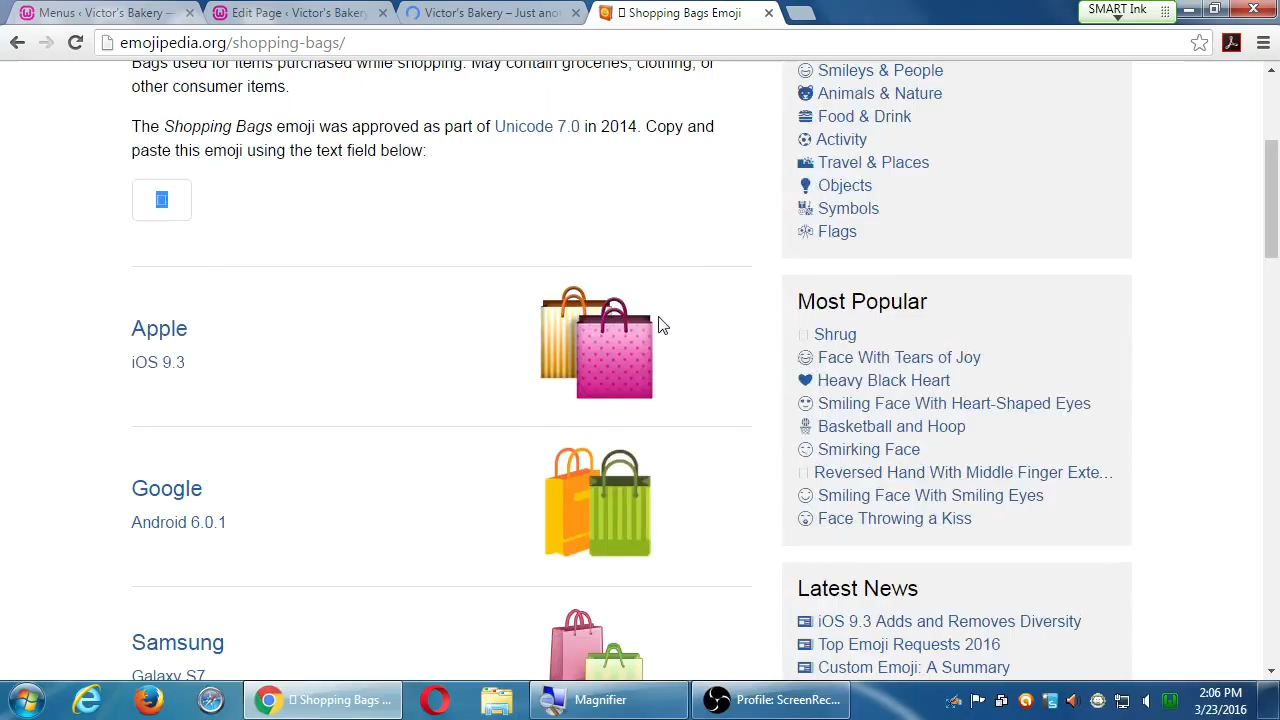 Menus ‹ Victor's Bakery —
Edit Page ‹ Victor's Bakery
Victor's Bakery – Just ano
Shopping Bags Emoji
SMART Ink
emojipedia.org/shopping-bags/
Bags used for items purchased while shopping. May contain groceries, clothing, or
other consumer items.
The Shopping Bags emoji was approved as part of Unicode 7.0 in 2014. Copy and
paste this emoji using the text field below:
Apple
iOS 9.3
Google
Android 6.0.1
Samsung
Galaxy S7
Smileys & People
Animals & Nature
Food & Drink
Activity
Travel & Places
Objects
Symbols
Flags
Most Popular
Shrug
Face With Tears of Joy
Heavy Black Heart
Smiling Face With Heart-Shaped Eyes
Basketball and Hoop
Smirking Face
Reversed Hand With Middle Finger Exte...
Smiling Face With Smiling Eyes
Face Throwing a Kiss
Latest News
iOS 9.3 Adds and Removes Diversity
Top Emoji Requests 2016
Custom Emoji: A Summary
Shopping Bags ...
Magnifier
Profile: ScreenRec...
2:06 PM
3/23/2016